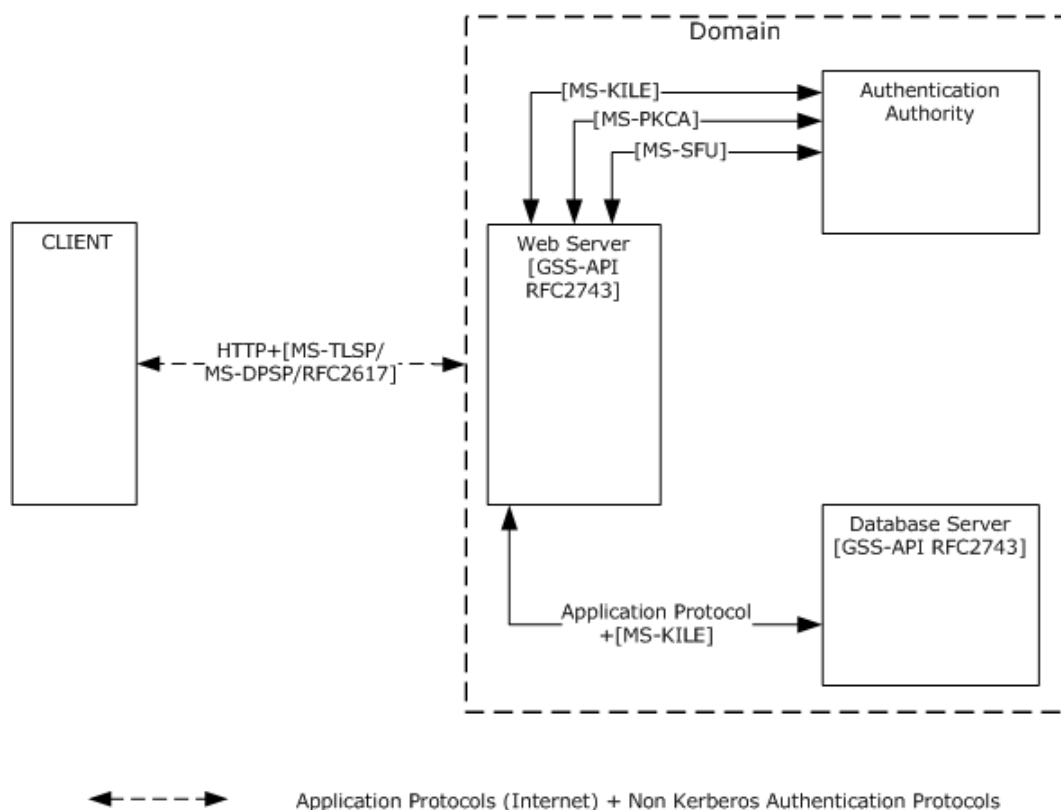 Domain
[MS-KILE]
[MS-PKCA]
[MS-SFU]
Authentication
Authority
CLIENT
Web Server
[GSS-API
RFC2743]
HTTP+[MS-TLSP/
MS-DPSP/RFC2617]
Database Server
[GSS-API RFC2743]
Application Protocol
+[MS-KILE]
Application Protocols (Internet) + Non Kerberos Authentication Protocols